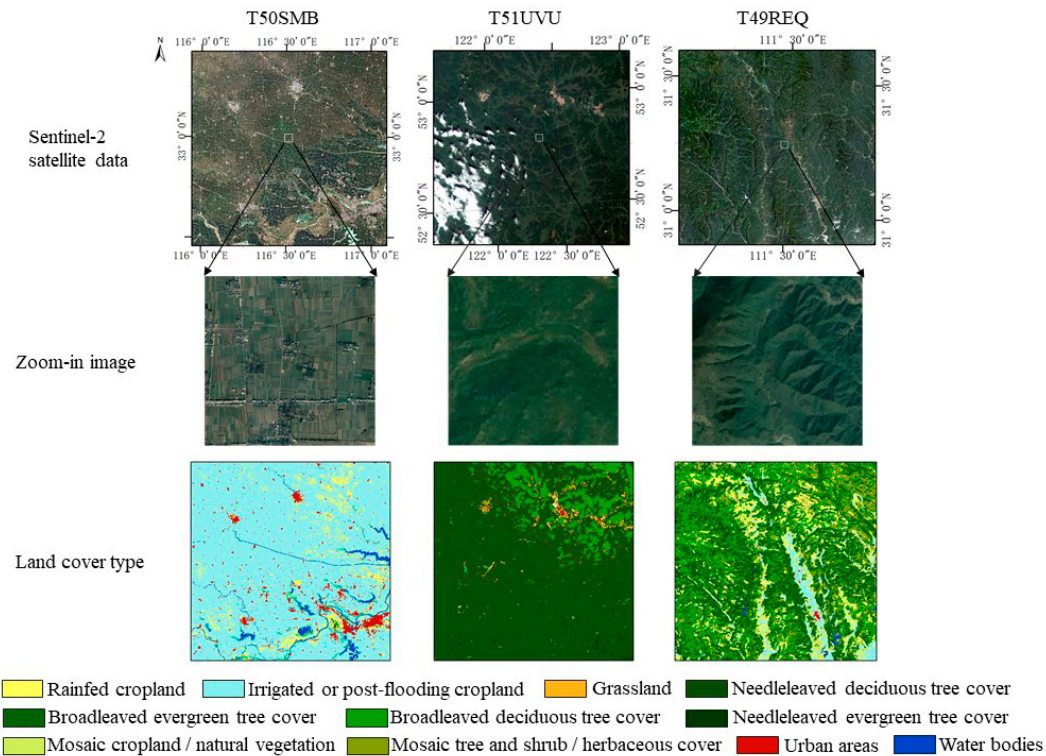 T50SMB T51UVU T49REQ
N
116° 0′ 0″E 116° 30′ 0″E 117° 0′ 0″E
122° 0′ 0″E 123° 0′ 0″E
111° 30′ 0″E
33° 0′ 0″N 33° 0′ 0″N
53° 0′ 0″N 53° 0′ 0″N
52° 30′ 0″N 52° 30′ 0″N
31° 30′ 0″N 31° 30′ 0″N
31° 0′ 0″N 31° 0′ 0″N
Sentinel-2
satellite data
116° 0′ 0″E 116° 30′ 0″E 117° 0′ 0″E
122° 0′ 0″E 122° 30′ 0″E
111° 30′ 0″E
Zoom-in image
Land cover type
Rainfed cropland Irrigated or post-flooding cropland Grassland Needleleaved deciduous tree cover
Broadleaved evergreen tree cover Broadleaved deciduous tree cover Needleleaved evergreen tree cover
Mosaic cropland / natural vegetation Mosaic tree and shrub / herbaceous cover Urban areas Water bodies